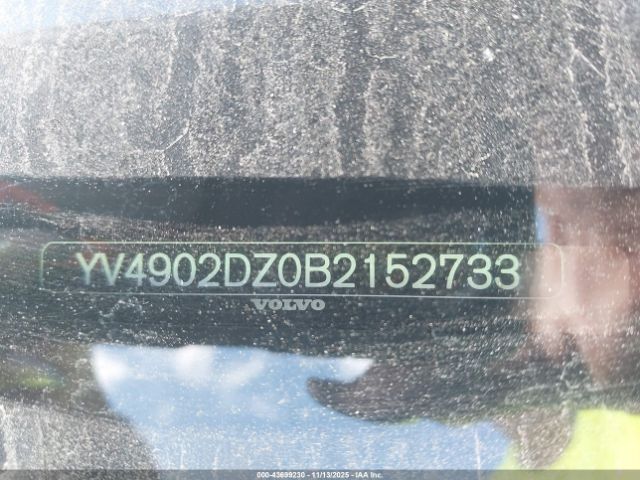 YV4902DZ0B2152733
VOLVO
000-43699230 - 11/13/2025 - IAA Inc.